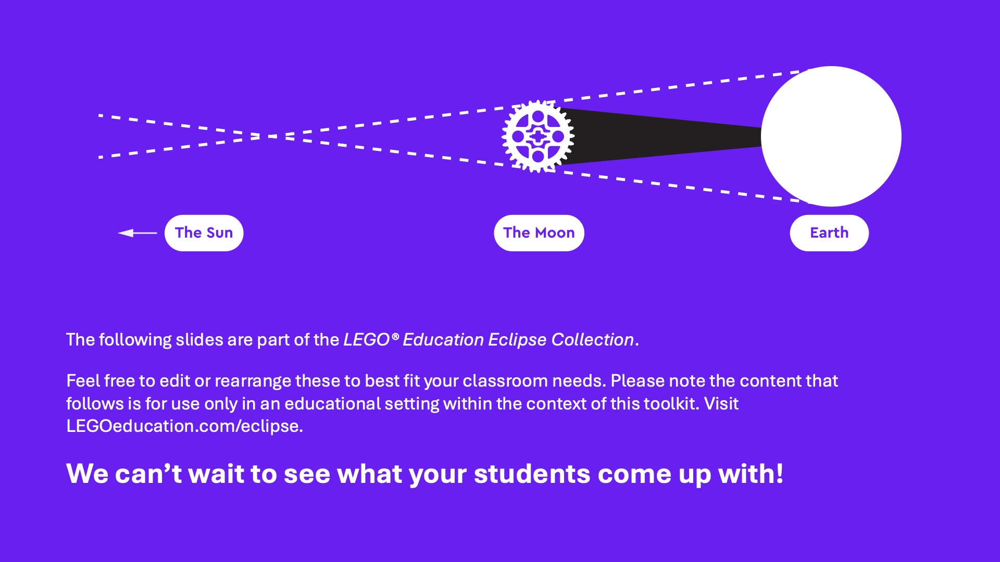 The Sun
The Moon
Earth
The following slides are part of the LEGO® Education Eclipse Collection.
Feel free to edit or rearrange these to best fit your classroom needs. Please note the content that
follows is for use only in an educational setting within the context of this toolkit. Visit
LEGOeducation.com/eclipse.
We can’t wait to see what your students come up with!